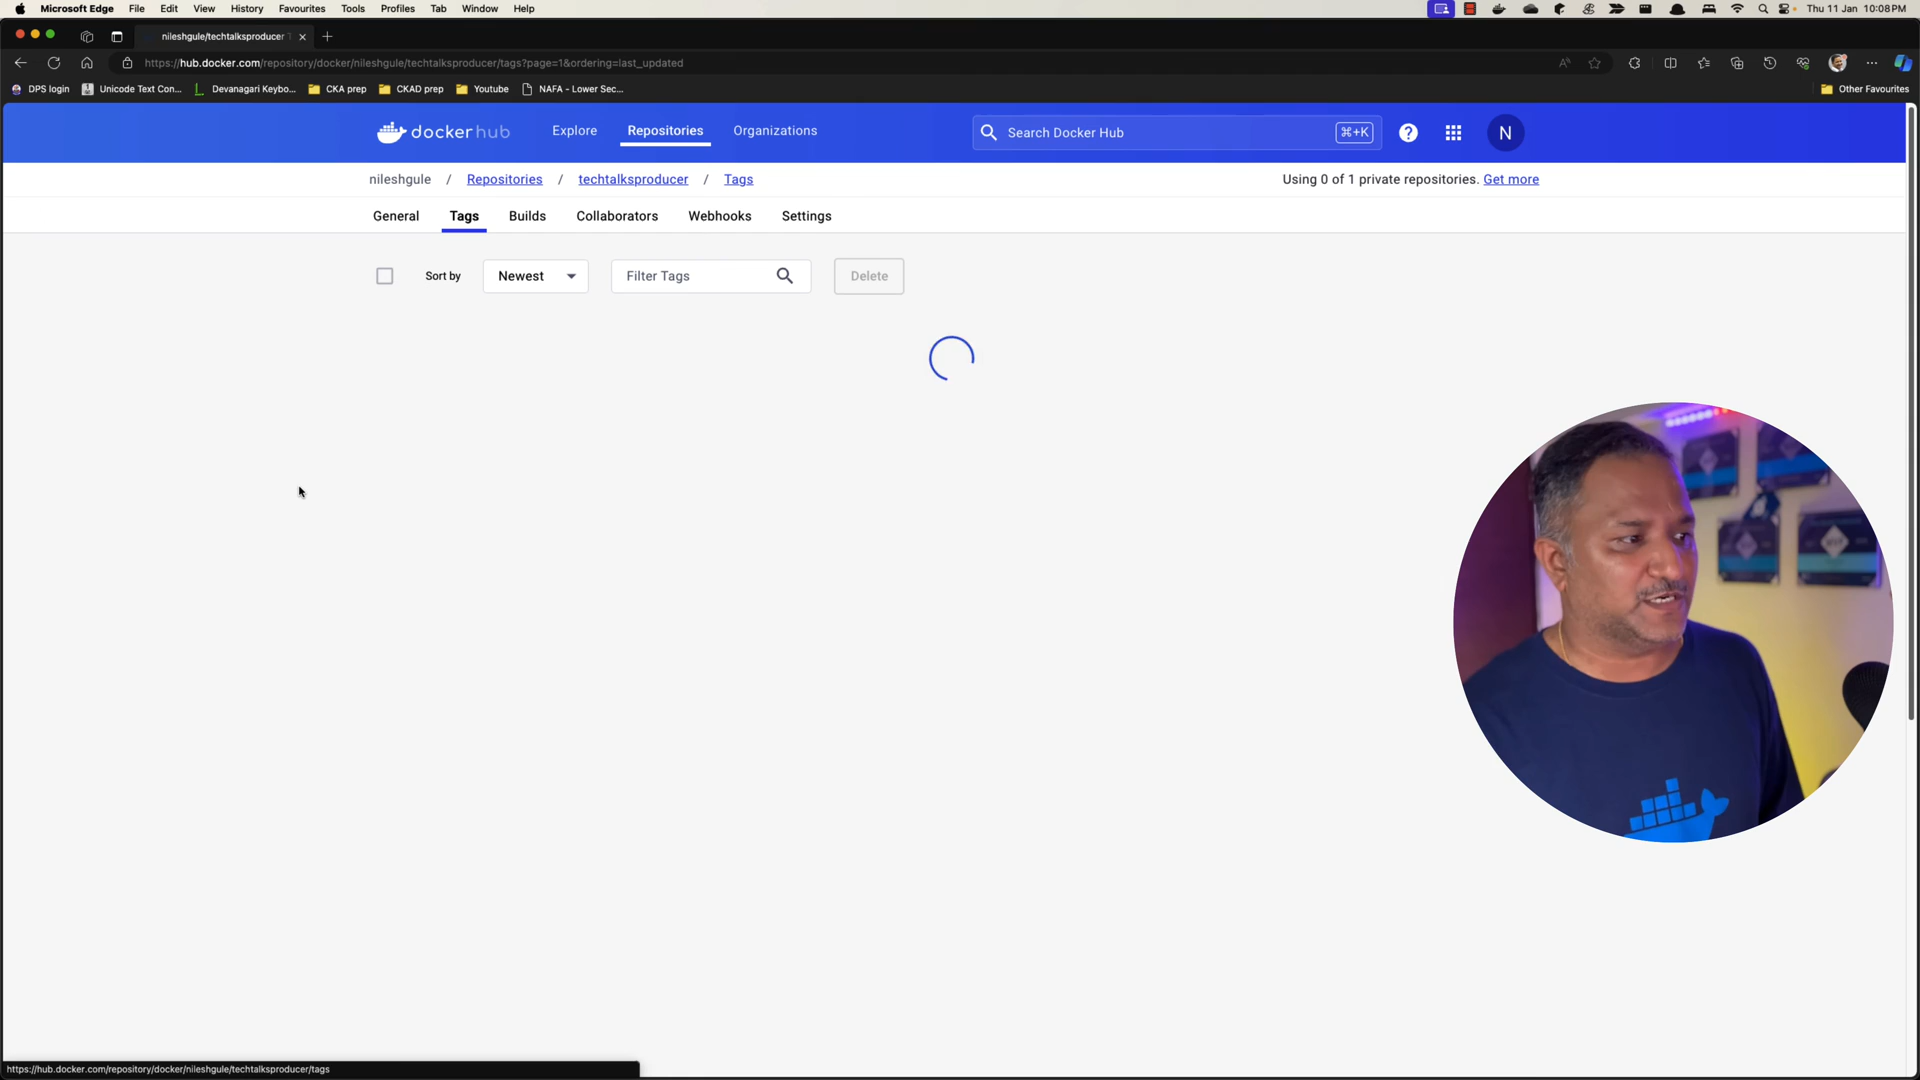 Microsoft Edge File Edit View History Favourites Tools Profiles Tab Window Help Thu 11 Jan 10:08 PM
nileshgule/techtalksproducer T
https://hub.docker.com/repository/docker/nileshgule/techtalksproducer/tags?page=1&ordering=last_updated
DPS login Unicode Text Con... Devanagari Keybo... CKA prep CKAD prep Youtube NAFA - Lower Sec... Other Favourites
dockerhub Explore Repositories Organizations Search Docker Hub ⌘+K ? N
nileshgule / Repositories / techtalksproducer / Tags Using 0 of 1 private repositories. Get more
General Tags Builds Collaborators Webhooks Settings
Sort by Newest Filter Tags Delete
https://hub.docker.com/repository/docker/nileshgule/techtalksproducer/tags